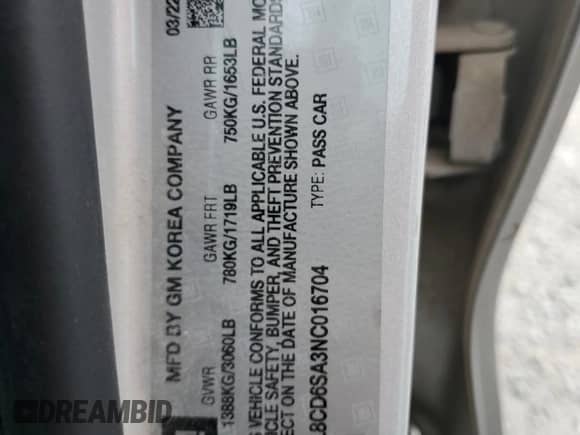 03/22
MFD BY GM KOREA COMPANY
GVWR GAWR FRT GAWR RR
1388KG/3060LB 780KG/1719LB 750KG/1653LB
VEHICLE CONFORMS TO ALL APPLICABLE U.S. FEDERAL
VEHICLE SAFETY, BUMPER, AND THEFT PREVENTION STANDARDS
ON THE DATE OF MANUFACTURE SHOWN ABOVE.
8CD6SA3NC016704 TYPE: PASS CAR
DREAMBID